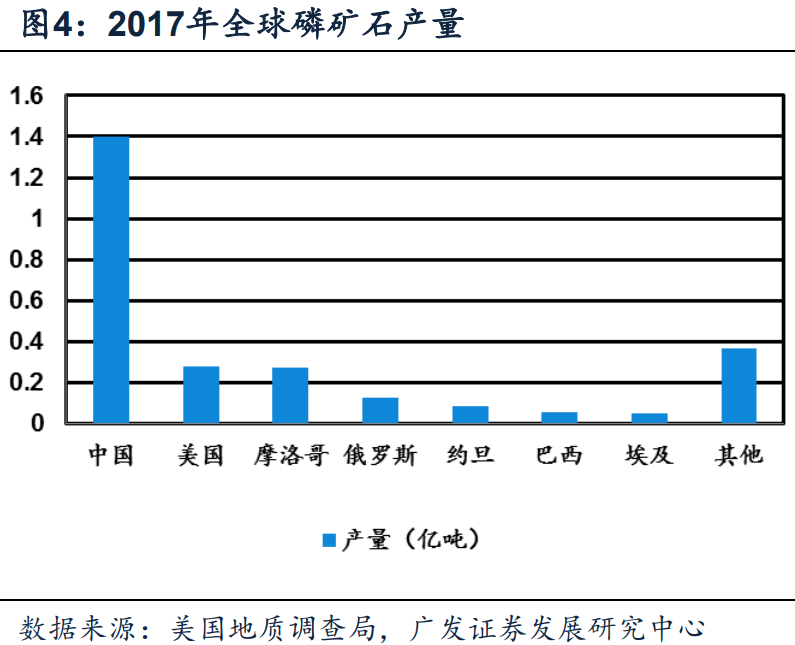 图4：2017年全球磷矿石产量
1.6
1.4
1.2
1
0.8
0.6
0.4
0.2
0
中国 美国 摩洛哥 俄罗斯 约旦 巴西 埃及 其他
产量（亿吨）
数据来源：美国地质调查局，广发证券发展研究中心